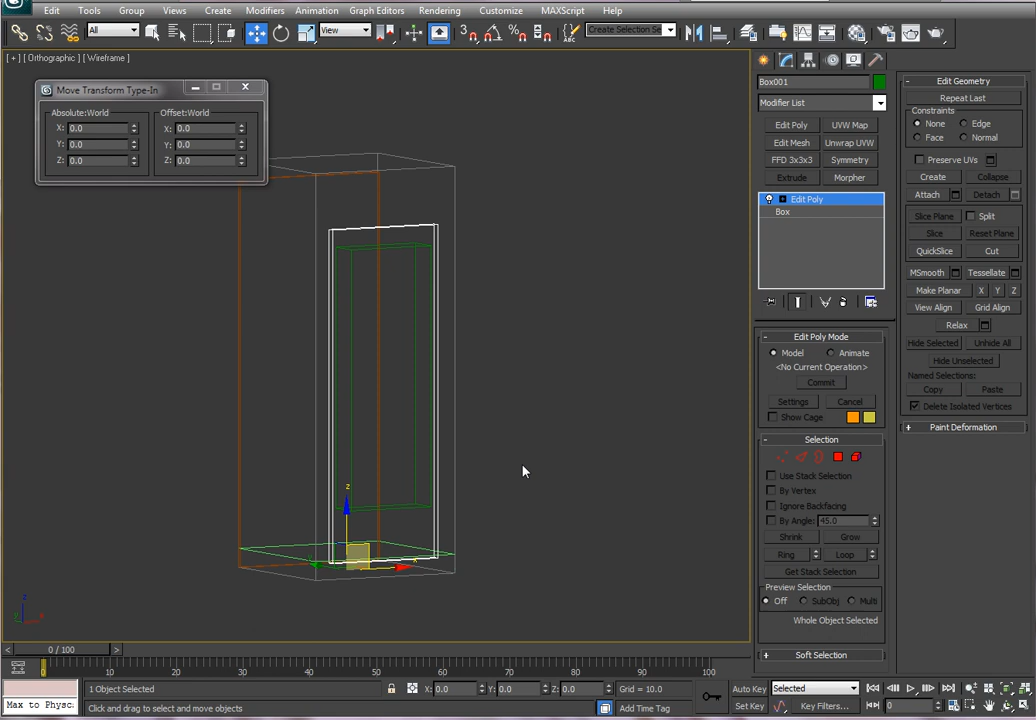 Edit Tools Group Views Create Modifiers Animation Graph Editors Rendering Customize MAXScript Help
All View Create Selection Se
[ + ] [ Orthographic ] [ Wireframe ]
Move Transform Type-In
Absolute:World Offset:World
X: 0.0 X: 0.0
Y: 0.0 Y: 0.0
Z: 0.0 Z: 0.0
z
x
z
x
0 / 100
0 10 20 30 40 50 60 70 80 90 100
1 Object Selected X: 0.0 Y: 0.0 Z: 0.0 Grid = 10.0
Max to Physc
Click and drag to select and move objects Add Time Tag
Auto Key Selected
Set Key Key Filters... 0
Box001
Modifier List
Edit Poly UVW Map
Edit Mesh Unwrap UVW
FFD 3x3x3 Symmetry
Extrude Morpher
Edit Poly
Box
Edit Poly Mode
Model Animate
<No Current Operation>
Commit
Settings Cancel
Show Cage
Selection
Use Stack Selection
By Vertex
Ignore Backfacing
By Angle: 45.0
Shrink Grow
Ring Loop
Get Stack Selection
Preview Selection
Off SubObj Multi
Whole Object Selected
Soft Selection
Edit Geometry
Repeat Last
Constraints
None Edge
Face Normal
Preserve UVs
Create Collapse
Attach Detach
Slice Plane Split
Slice Reset Plane
QuickSlice Cut
MSmooth Tessellate
Make Planar X Y Z
View Align Grid Align
Relax
Hide Selected Unhide All
Hide Unselected
Named Selections:
Copy Paste
Delete Isolated Vertices
Paint Deformation